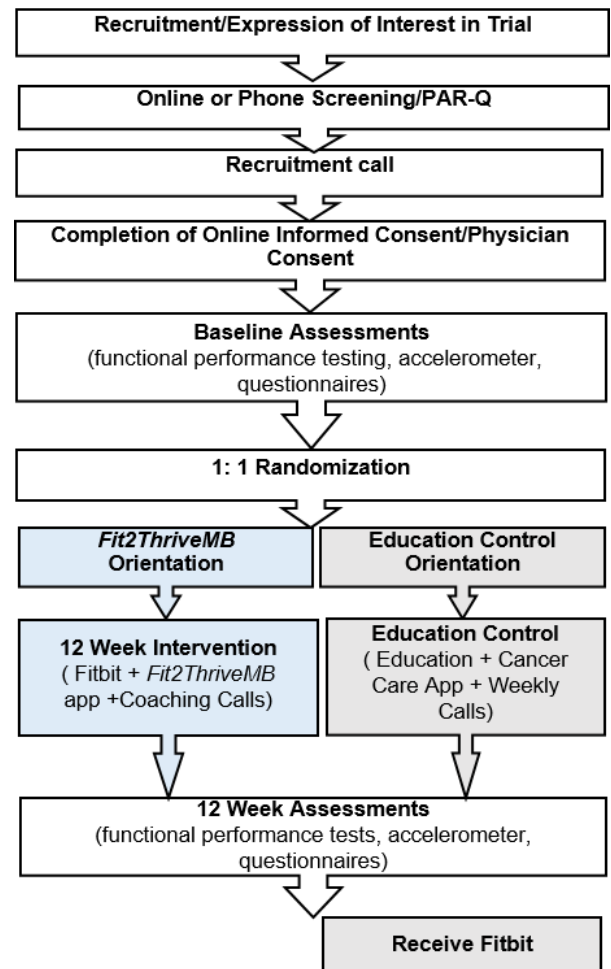 Recruitment/Expression of Interest in Trial
Online or Phone Screening/PAR-Q
Recruitment call
Completion of Online Informed Consent/Physician
Consent
Baseline Assessments
(functional performance testing, accelerometer,
questionnaires)
1: 1 Randomization
Fit2ThriveMB
Orientation
Education Control
Orientation
12 Week Intervention
( Fitbit + Fit2ThriveMB
app +Coaching Calls)
Education Control
( Education + Cancer
Care App + Weekly
Calls)
12 Week Assessments
(functional performance tests, accelerometer,
questionnaires)
Receive Fitbit